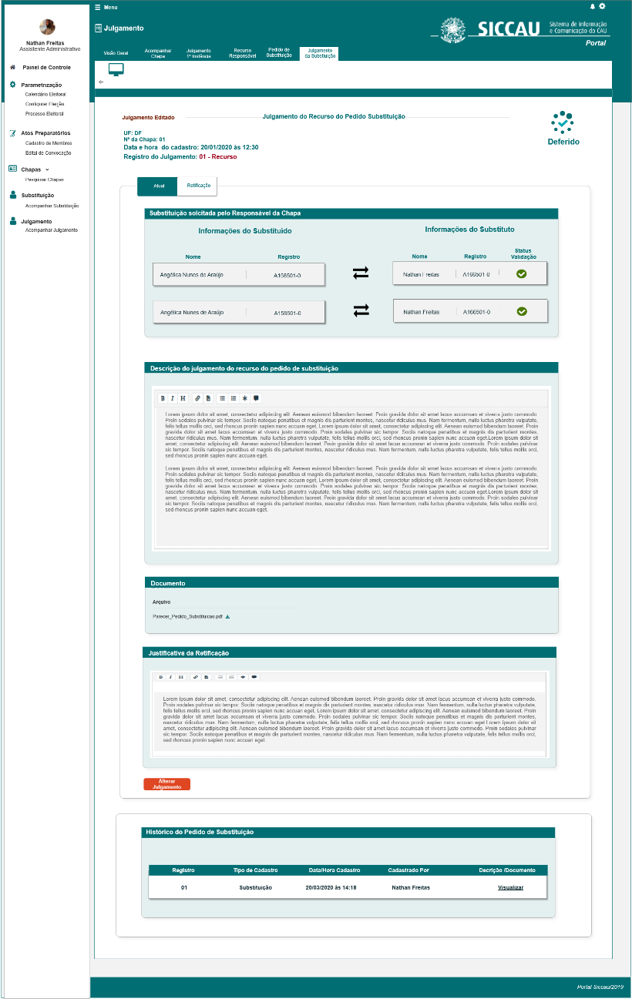 Menu
Julgamento
SICCAU
Sistema de Informação
e Comunicação do CAU
Portal
Visão Geral
Acompanhar
Chapa
Julgamento
1ª Instância
Recurso
Responsável
Pedido de
Substituição
Julgamento
da Substituição
Nathan Freitas
Assistente Administrativo
Painel de Controle
Parametrização
Calendário Eleitoral
Configurar Eleição
Processo Eleitoral
Atos Preparatórios
Cadastro de Membros
Edital de Convocação
Chapas
Pesquisar Chapas
Substituição
Acompanhar Substituição
Julgamento
Acompanhar Julgamento
Julgamento Editado
Julgamento do Recurso do Pedido Substituição
Deferido
UF: DF
Nº da Chapa: 01
Data e hora do cadastro: 20/01/2020 às 12:30
Registro do Julgamento: 01 - Recurso
Atual
Retificação
Substituição solcitada pelo Responsável da Chapa
Informações do Substituído
Informações do Substituto
Nome
Registro
Nome
Registro
Status
Validação
Angélica Nunes de Araújo
A158501-0
Nathan Freitas
A166501-0
Angélica Nunes de Araújo
A158501-0
Nathan Freitas
A166501-0
Descrição do julgamento do recurso do pedido de substituição
B I H
Lorem ipsum dolor sit amet, consectetur adipiscing elit. Aenean euismod bibendum laoreet. Proin gravida dolor sit amet lacus accumsan et viverra justo commodo.
Proin sodales pulvinar sic tempor. Sociis natoque penatibus et magnis dis parturient montes, nascetur ridiculus mus. Nam fermentum, nulla luctus pharetra vulputate,
felis tellus mollis orci, sed rhoncus pronin sapien nunc accuan eget. Lorem ipsum dolor sit amet, consectetur adipiscing elit. Aenean euismod bibendum laoreet. Proin
gravida dolor sit amet lacus accumsan et viverra justo commodo. Proin sodales pulvinar sic tempor. Sociis natoque penatibus et magnis dis parturient montes,
nascetur ridiculus mus. Nam fermentum, nulla luctus pharetra vulputate, felis tellus mollis orci, sed rhoncus pronin sapien nunc accuan eget.Lorem ipsum dolor sit
amet, consectetur adipiscing elit. Aenean euismod bibendum laoreet. Proin gravida dolor sit amet lacus accumsan et viverra justo commodo. Proin sodales pulvinar
sic tempor. Sociis natoque penatibus et magnis dis parturient montes, nascetur ridiculus mus. Nam fermentum, nulla luctus pharetra vulputate, felis tellus mollis orci,
sed rhoncus pronin sapien nunc accuan eget.
Lorem ipsum dolor sit amet, consectetur adipiscing elit. Aenean euismod bibendum laoreet. Proin gravida dolor sit amet lacus accumsan et viverra justo commodo.
Proin sodales pulvinar sic tempor. Sociis natoque penatibus et magnis dis parturient montes, nascetur ridiculus mus. Nam fermentum, nulla luctus pharetra vulputate,
felis tellus mollis orci, sed rhoncus pronin sapien nunc accuan eget. Lorem ipsum dolor sit amet, consectetur adipiscing elit. Aenean euismod bibendum laoreet. Proin
gravida dolor sit amet lacus accumsan et viverra justo commodo. Proin sodales pulvinar sic tempor. Sociis natoque penatibus et magnis dis parturient montes,
nascetur ridiculus mus. Nam fermentum, nulla luctus pharetra vulputate, felis tellus mollis orci, sed rhoncus pronin sapien nunc accuan eget.Lorem ipsum dolor sit
amet, consectetur adipiscing elit. Aenean euismod bibendum laoreet. Proin gravida dolor sit amet lacus accumsan et viverra justo commodo. Proin sodales pulvinar
sic tempor. Sociis natoque penatibus et magnis dis parturient montes, nascetur ridiculus mus. Nam fermentum, nulla luctus pharetra vulputate, felis tellus mollis orci,
sed rhoncus pronin sapien nunc accuan eget.
Documento
Arquivo
Parecer_Pedido_Substituicao.pdf
Justificativa da Retificação
B I H
Lorem ipsum dolor sit amet, consectetur adipiscing elit. Aenean euismod bibendum laoreet. Proin gravida dolor sit amet lacus accumsan et viverra justo commodo.
Proin sodales pulvinar sic tempor. Sociis natoque penatibus et magnis dis parturient montes, nascetur ridiculus mus. Nam fermentum, nulla luctus pharetra vulputate,
felis tellus mollis orci, sed rhoncus pronin sapien nunc accuan eget. Lorem ipsum dolor sit amet, consectetur adipiscing elit. Aenean euismod bibendum laoreet. Proin
gravida dolor sit amet lacus accumsan et viverra justo commodo. Proin sodales pulvinar sic tempor. Sociis natoque penatibus et magnis dis parturient montes,
nascetur ridiculus mus. Nam fermentum, nulla luctus pharetra vulputate, felis tellus mollis orci, sed rhoncus pronin sapien nunc accuan eget Lorem ipsum dolor sit
amet, consectetur adipiscing elit. Aenean euismod bibendum laoreet. Proin gravida dolor sit amet lacus accumsan et viverra justo commodo. Proin sodales pulvinar
sic tempor. Sociis natoque penatibus et magnis dis parturient montes, nascetur ridiculus mus. Nam fermentum, nulla luctus pharetra vulputate, felis tellus mollis orci,
sed rhoncus pronin sapien nunc accuan eget.
Alterar
Julgamento
Histórico do Pedido de Substituição
Registro
Tipo de Cadastro
Data/Hora Cadastro
Cadastrado Por
Decrição /Documento
01
Substituição
20/03/2020 às 14:18
Nathan Freitas
Visualizar
Portal Siccau/2019